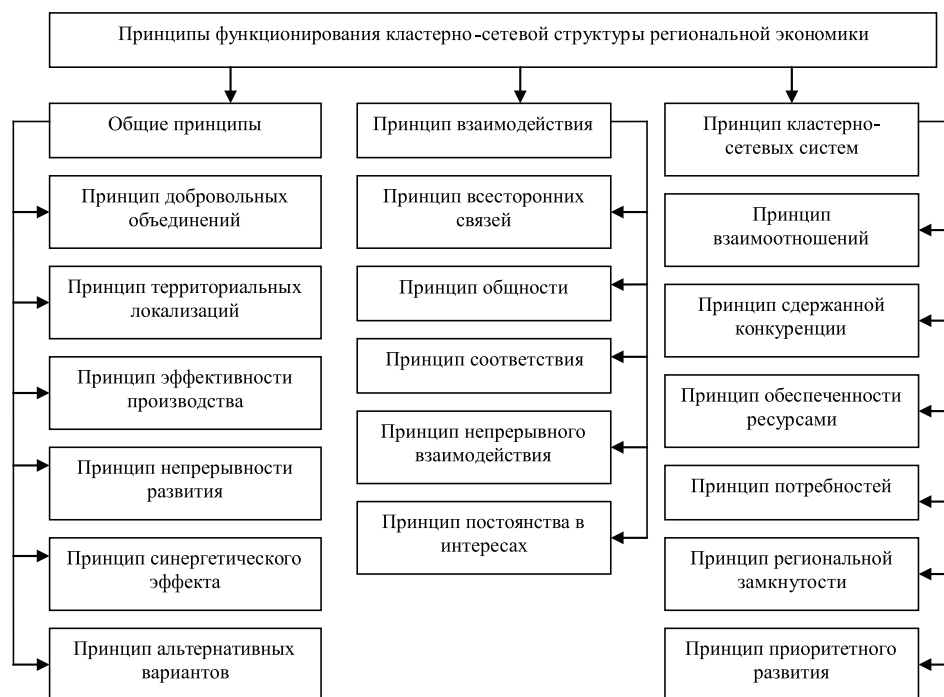 Принципы функционирования кластерно-сетевой структуры региональной экономики
Общие принципы
Принцип добровольных
объединений
Принцип территориальных
локализаций
Принцип эффективности
производства
Принцип непрерывности
развития
Принцип синергетического
эффекта
Принцип альтернативных
вариантов
Принцип взаимодействия
Принцип всесторонних
связей
Принцип общности
Принцип соответствия
Принцип непрерывного
взаимодействия
Принцип постоянства в
интересах
Принцип кластерно-
сетевых систем
Принцип
взаимоотношений
Принцип сдержанной
конкуренции
Принцип обеспеченности
ресурсами
Принцип потребностей
Принцип региональной
замкнутости
Принцип приоритетного
развития